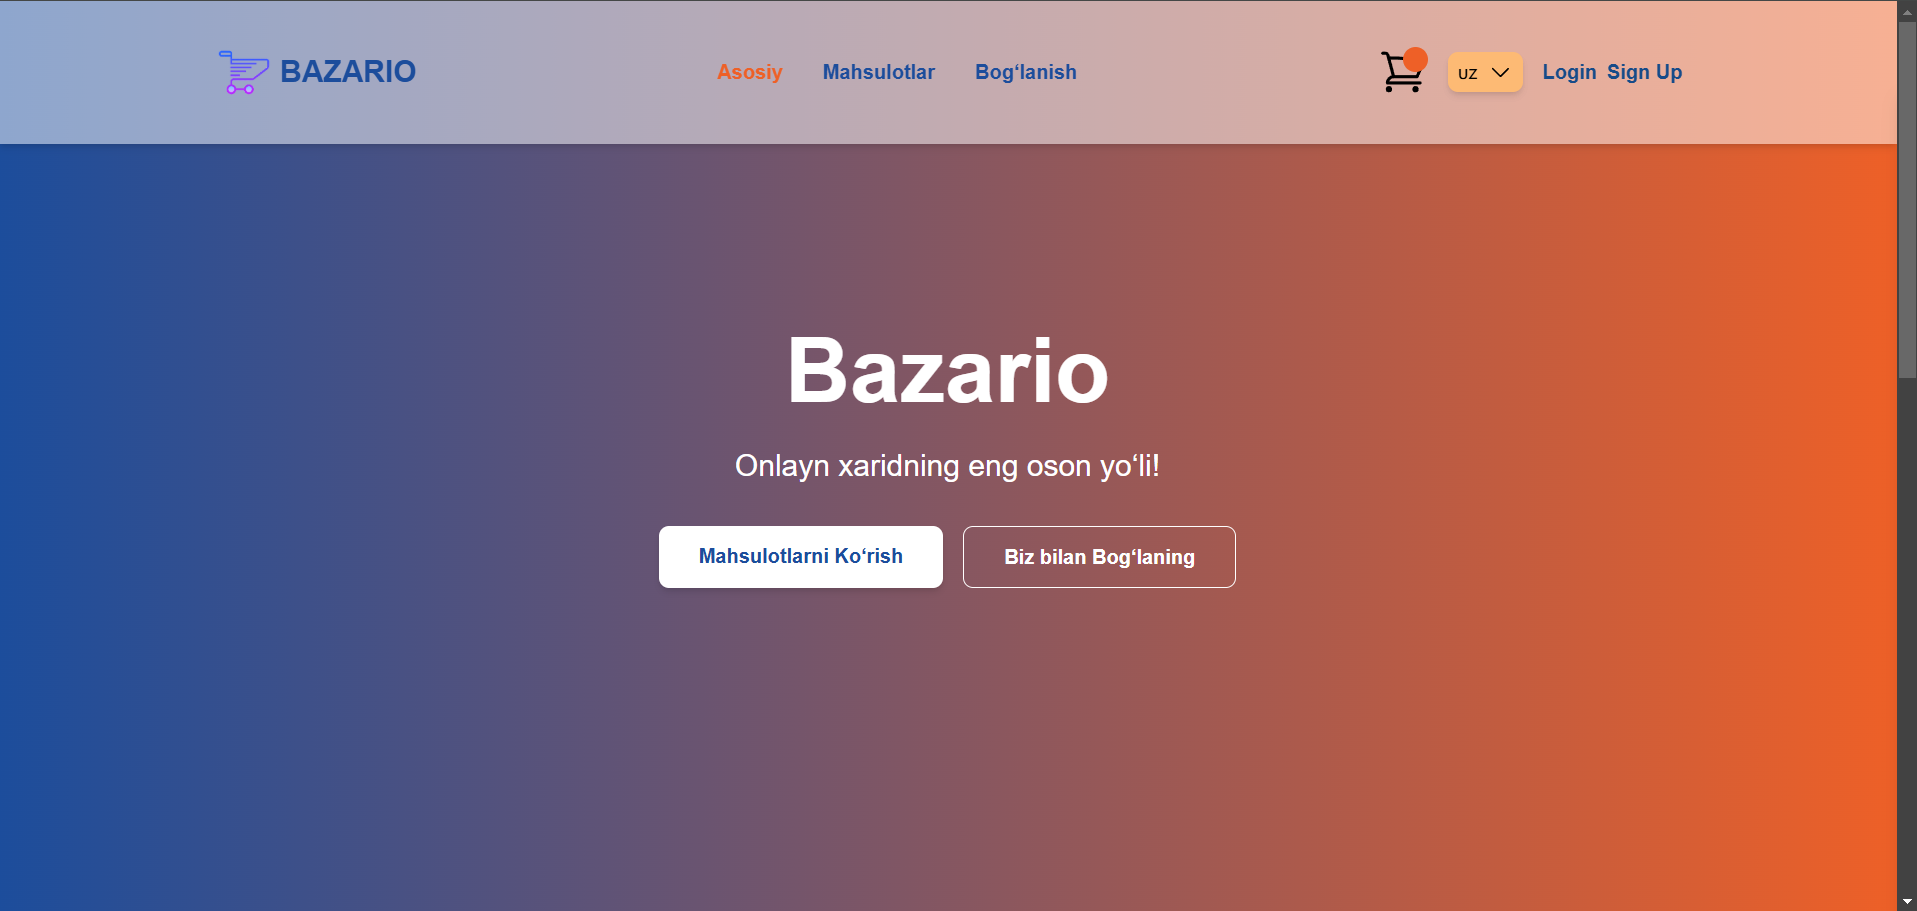 BAZARIO
Asosiy Mahsulotlar Bog‘lanish
uz
Login Sign Up
Bazario
Onlayn xaridning eng oson yo‘li!
Mahsulotlarni Ko‘rish
Biz bilan Bog‘laning